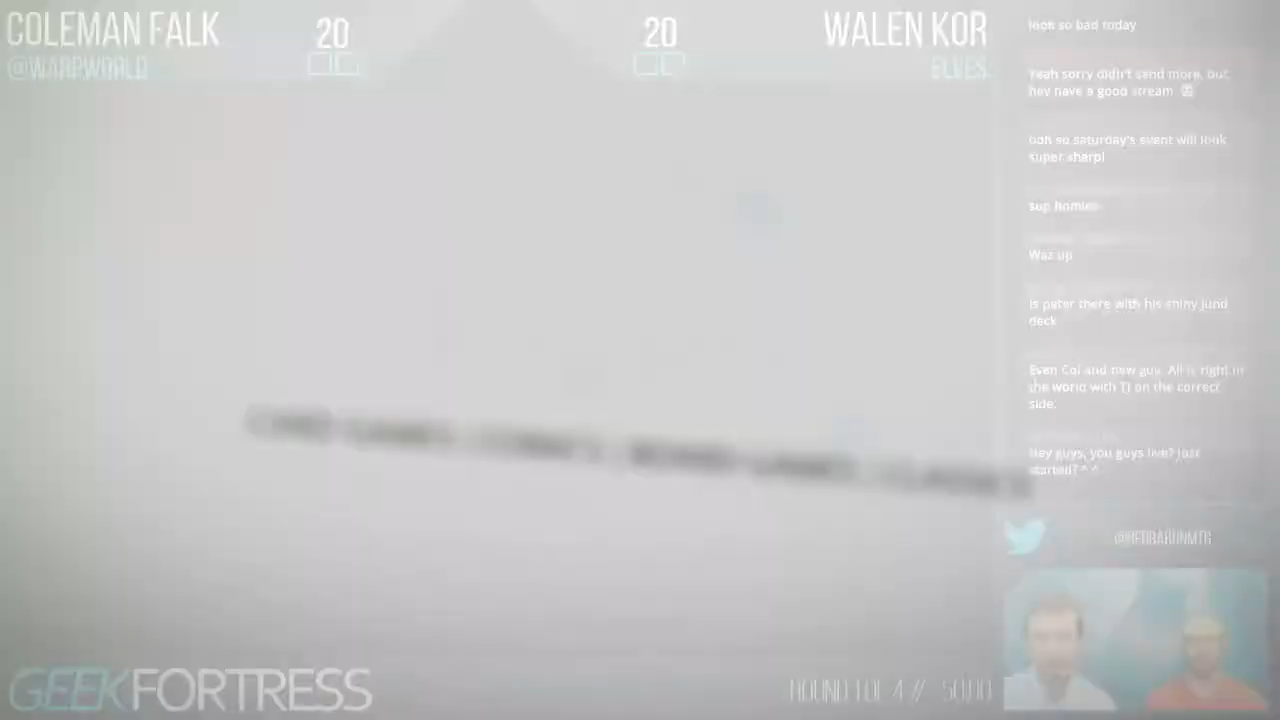 COLEMAN FALK
@WARPWORLD
20
20
WALEN KOR
ELVES
look so bad today
Yeah sorry didn't send more, but
hey have a good stream
ooh so saturday's event will look
super sharp!
sup homies
Waz up
is peter there with his shiny jund
deck
Even Col and new guy. All is right in
the world with TJ on the correct
side.
Hey guys, you guys live? Just
started? ^ ^
GEEKFORTRESS
ROUND 1 OF 4 // 50:00